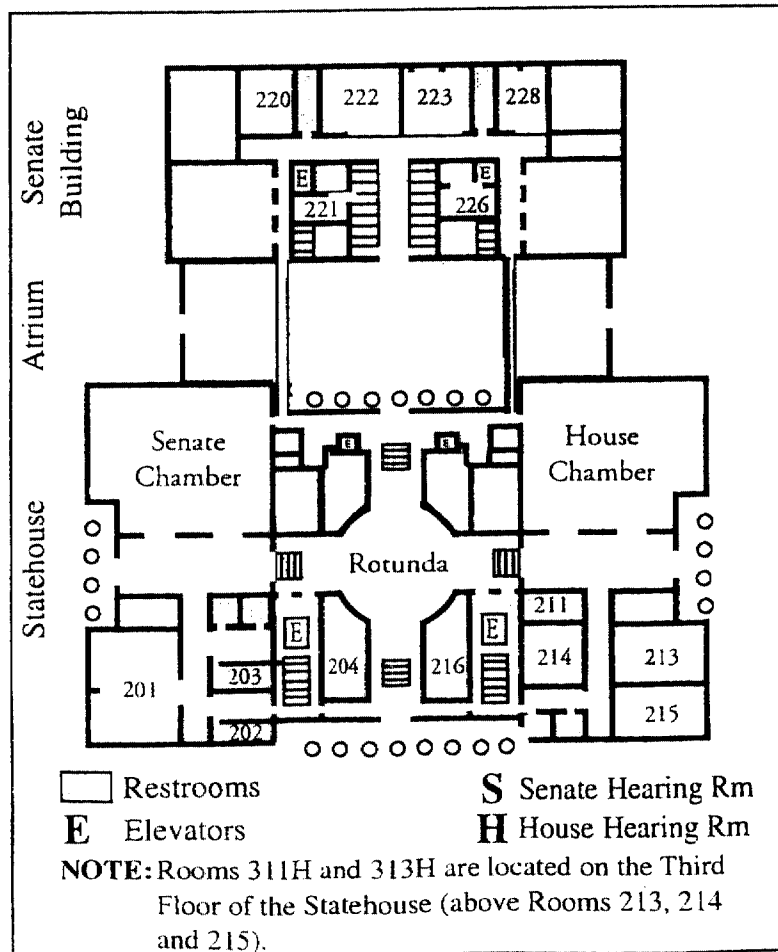 Senate
Building
220
222
223
228
E
E
221
226
Atrium
E
E
Senate
Chamber
House
Chamber
Statehouse
Rotunda
211
E
E
201
203
204
216
214
213
202
215
Restrooms
S Senate Hearing Rm
E Elevators
H House Hearing Rm
NOTE: Rooms 311H and 313H are located on the Third
Floor of the Statehouse (above Rooms 213, 214
and 215).